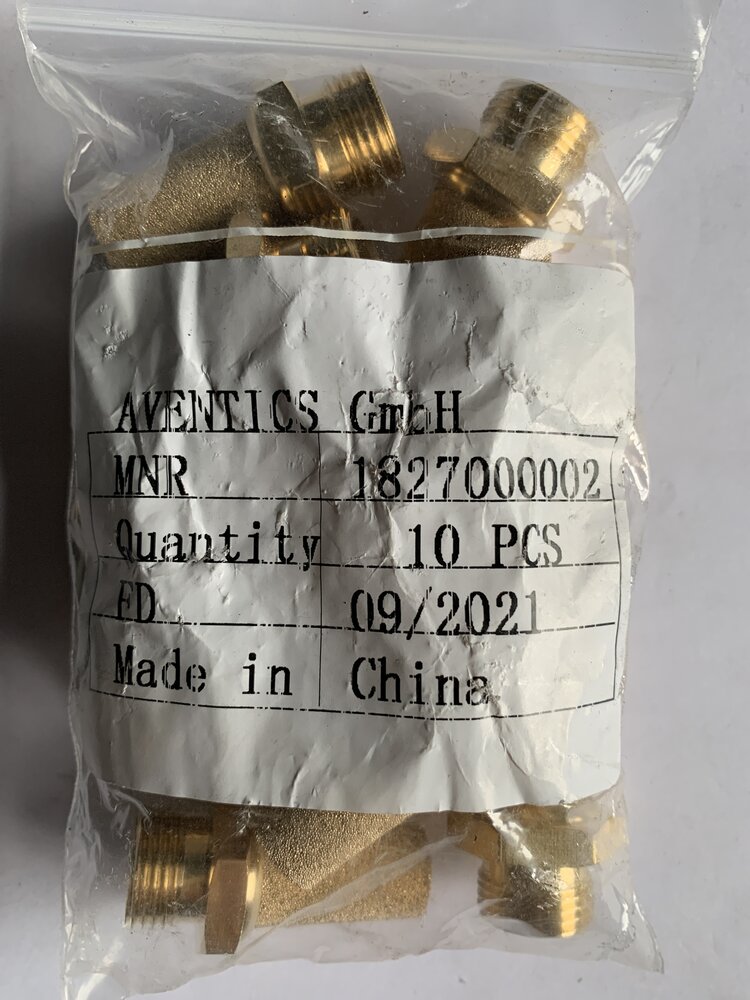 AVENTICS GmbH
MNR 1827000002
Quantity 10 PCS
FD 09/2021
Made in China